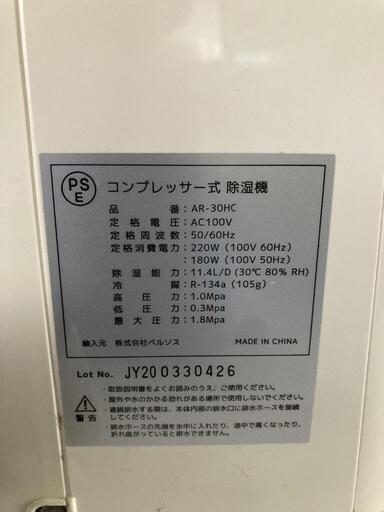 PS
E
コンプレッサー式 除湿機
品番：AR-30HC
定格電圧：AC100V
定格周波数：50/60Hz
定格消費電力：220W (100V 60Hz)
180W (100V 50Hz)
除湿能力：11.4L/D (30℃ 80% RH)
冷媒：R-134a (105g)
高圧力：1.0Mpa
低圧力：0.3Mpa
最大圧力：1.8Mpa
輸入元 株式会社ベルソス MADE IN CHINA
Lot No. JY200330426
・取扱説明書をよくお読みのうえ、ご使用ください。
・屋外や水のかかる恐れがある場所で使用しないでください。
・連続排水する際は、本体内部の排水口に排水ホースを接続
してください。
警告
・排水ホースの先端を水中に入れたり、途中で高くなったり、
折れ曲がっていると排水できません。